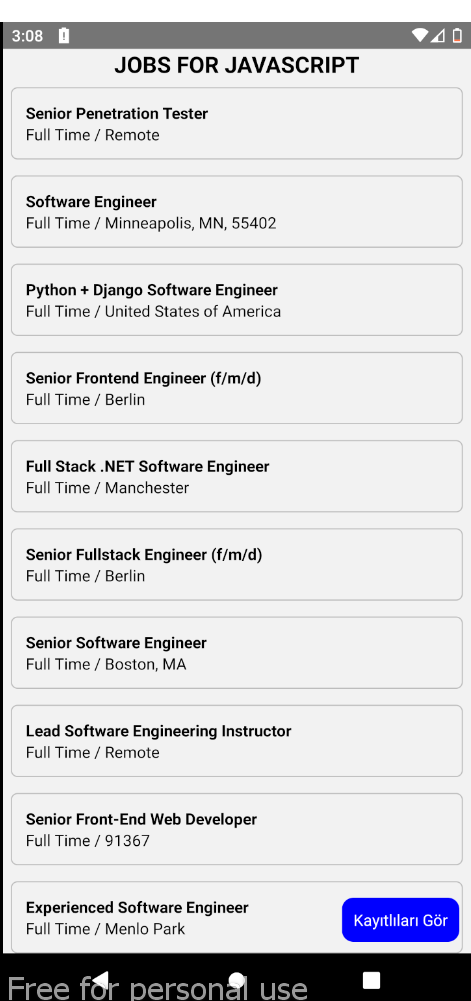 3:08
JOBS FOR JAVASCRIPT
Senior Penetration Tester
Full Time / Remote
Software Engineer
Full Time / Minneapolis, MN, 55402
Python + Django Software Engineer
Full Time / United States of America
Senior Frontend Engineer (f/m/d)
Full Time / Berlin
Full Stack .NET Software Engineer
Full Time / Manchester
Senior Fullstack Engineer (f/m/d)
Full Time / Berlin
Senior Software Engineer
Full Time / Boston, MA
Lead Software Engineering Instructor
Full Time / Remote
Senior Front-End Web Developer
Full Time / 91367
Experienced Software Engineer
Full Time / Menlo Park
Kayıtlıları Gör
Free for personal use